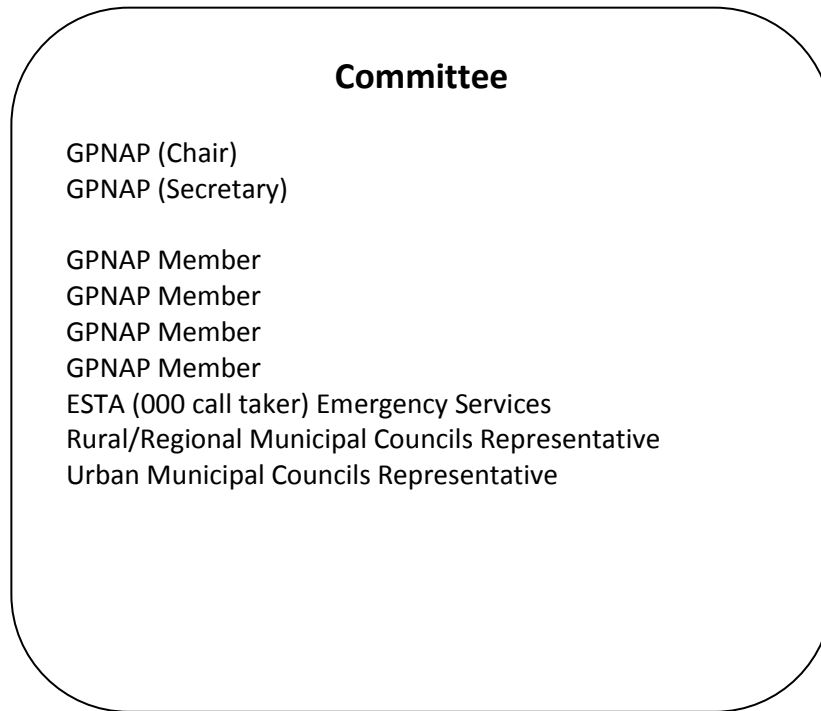 Committee
GPNAP (Chair)
GPNAP (Secretary)
GPNAP Member
GPNAP Member
GPNAP Member
GPNAP Member
ESTA (000 call taker) Emergency Services
Rural/Regional Municipal Councils Representative
Urban Municipal Councils Representative